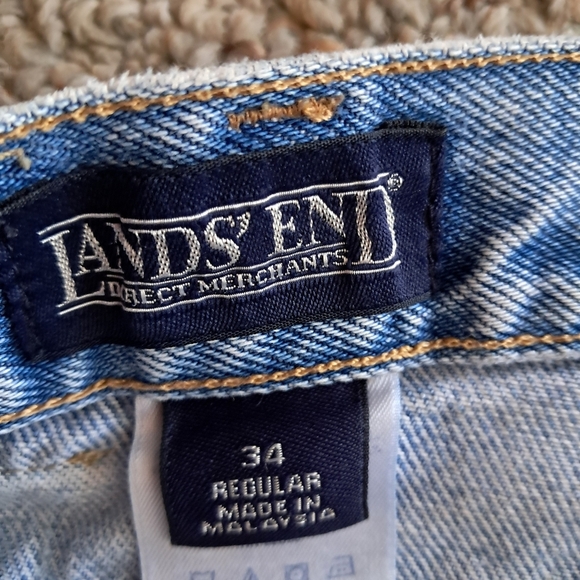 LANDS' END®
DIRECT MERCHANTS
34
REGULAR
MADE IN
MALAYSIA